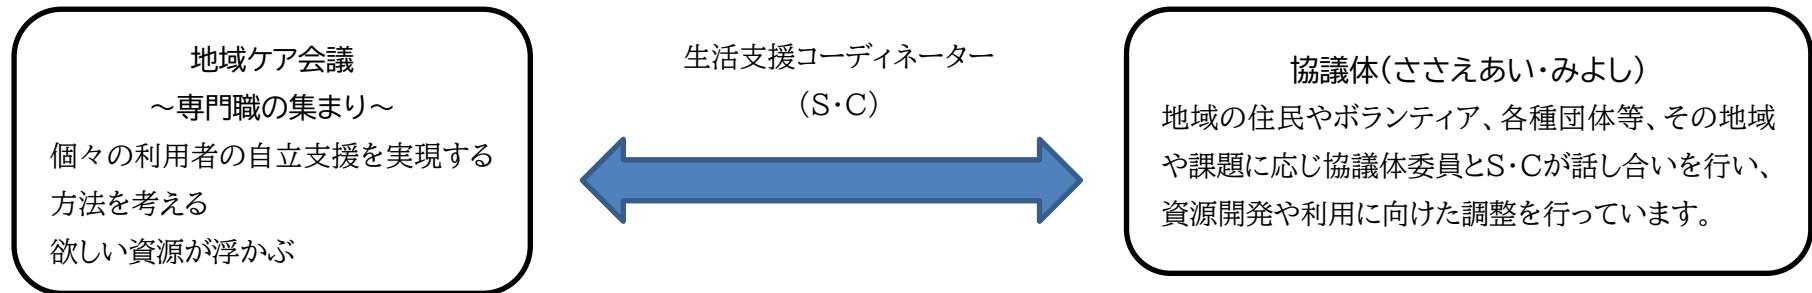 地域ケア会議
~専門職の集まり~
個々の利用者の自立支援を実現する
方法を考える
欲しい資源が浮かぶ
生活支援コーディネーター
(S・C)
協議体(ささえあい・みよし)
地域の住民やボランティア、各種団体等、その地域
や課題に応じ協議体委員とS・Cが話し合いを行い、
資源開発や利用に向けた調整を行っています。